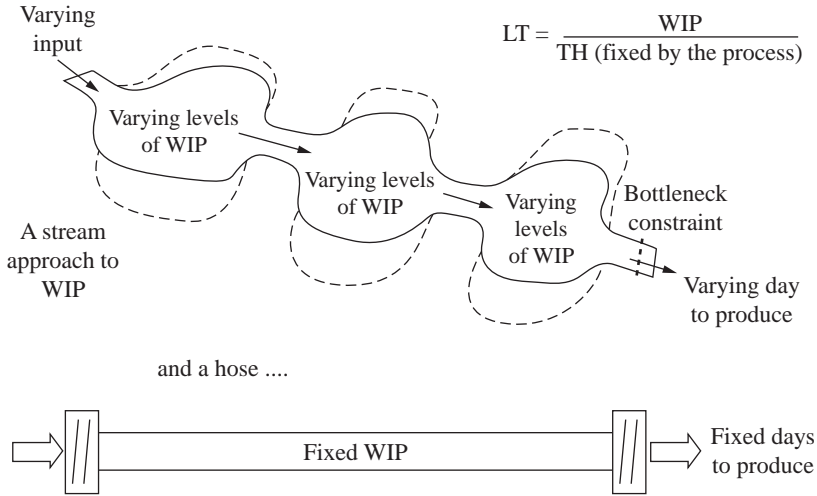 Varying
input
LT = WIP
TH (fixed by the process)
Varying levels
of WIP
Varying levels
of WIP
Varying
levels
of WIP
Bottleneck
constraint
A stream
approach to
WIP
Varying day
to produce
and a hose ....
Fixed WIP
Fixed days
to produce